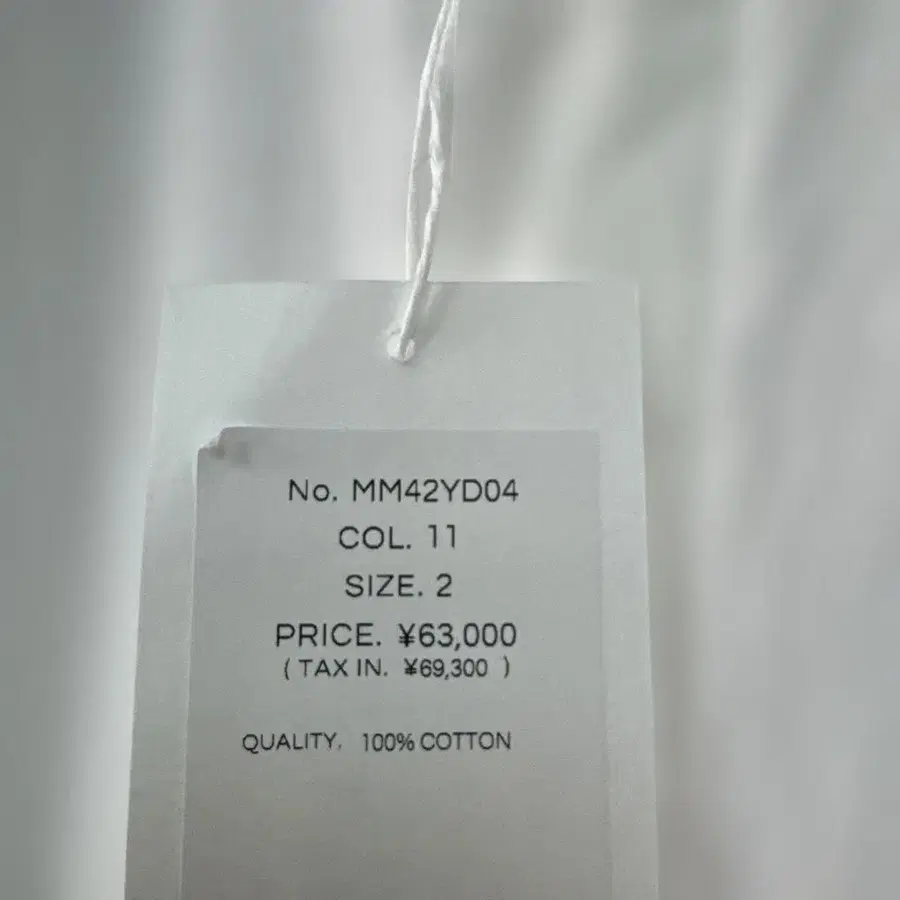 No. MM42YD04
COL. 11
SIZE. 2
PRICE. ¥63,000
( TAX IN. ¥69,300 )
QUALITY. 100% COTTON